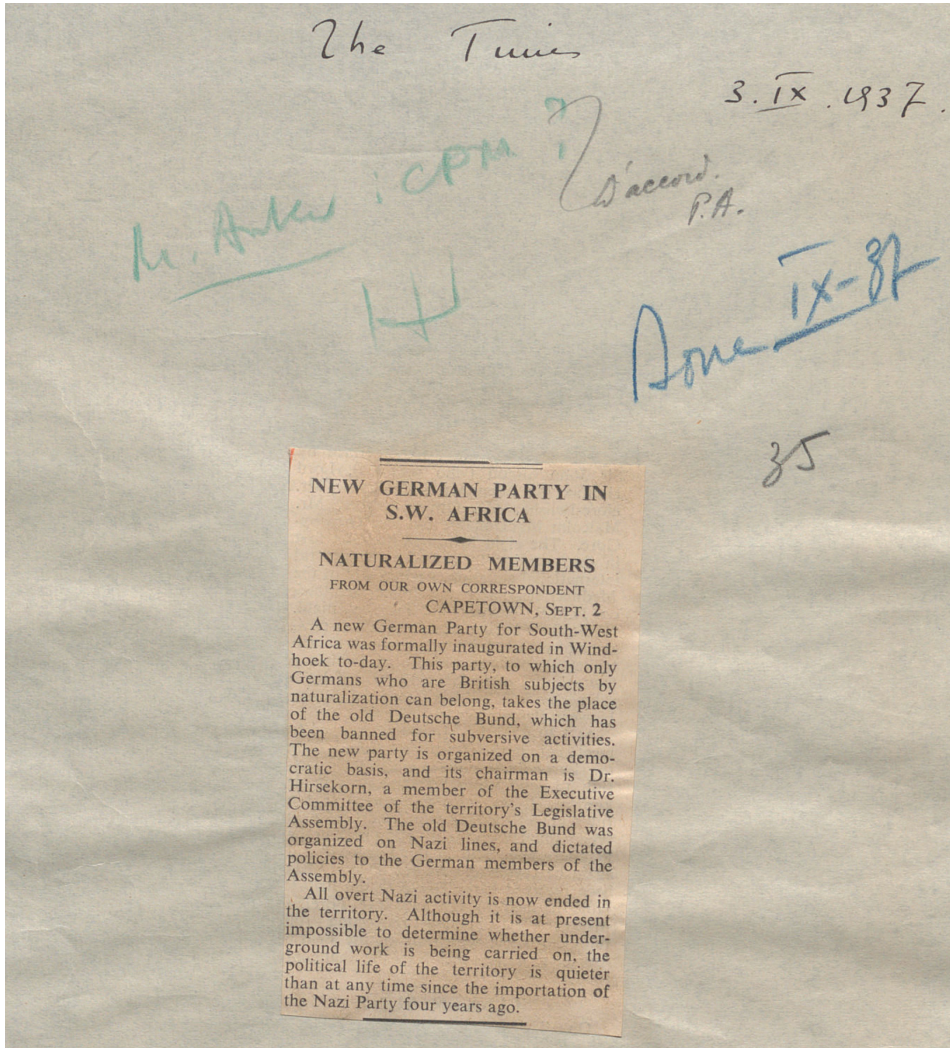 The Times
3. IX. 1937.
M. Anker : CPM ?
D'accord.
P.A.
Done IX-37
35
NEW GERMAN PARTY IN
S.W. AFRICA
NATURALIZED MEMBERS
FROM OUR OWN CORRESPONDENT
CAPETOWN, SEPT. 2
A new German Party for South-West
Africa was formally inaugurated in Wind-
hoek to-day. This party, to which only
Germans who are British subjects by
naturalization can belong, takes the place
of the old Deutsche Bund, which has
been banned for subversive activities.
The new party is organized on a demo-
cratic basis, and its chairman is Dr.
Hirsekorn, a member of the Executive
Committee of the territory's Legislative
Assembly. The old Deutsche Bund was
organized on Nazi lines, and dictated
policies to the German members of the
Assembly.
All overt Nazi activity is now ended in
the territory. Although it is at present
impossible to determine whether under-
ground work is being carried on, the
political life of the territory is quieter
than at any time since the importation of
the Nazi Party four years ago.